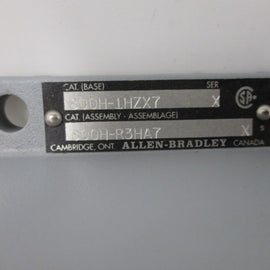 CAT. (BASE) SER
800H-1HZX7 X
CAT. (ASSEMBLY - ASSEMBLAGE)
800H-R3HA7 X S
CAMBRIDGE, ONT. ALLEN-BRADLEY CANADA